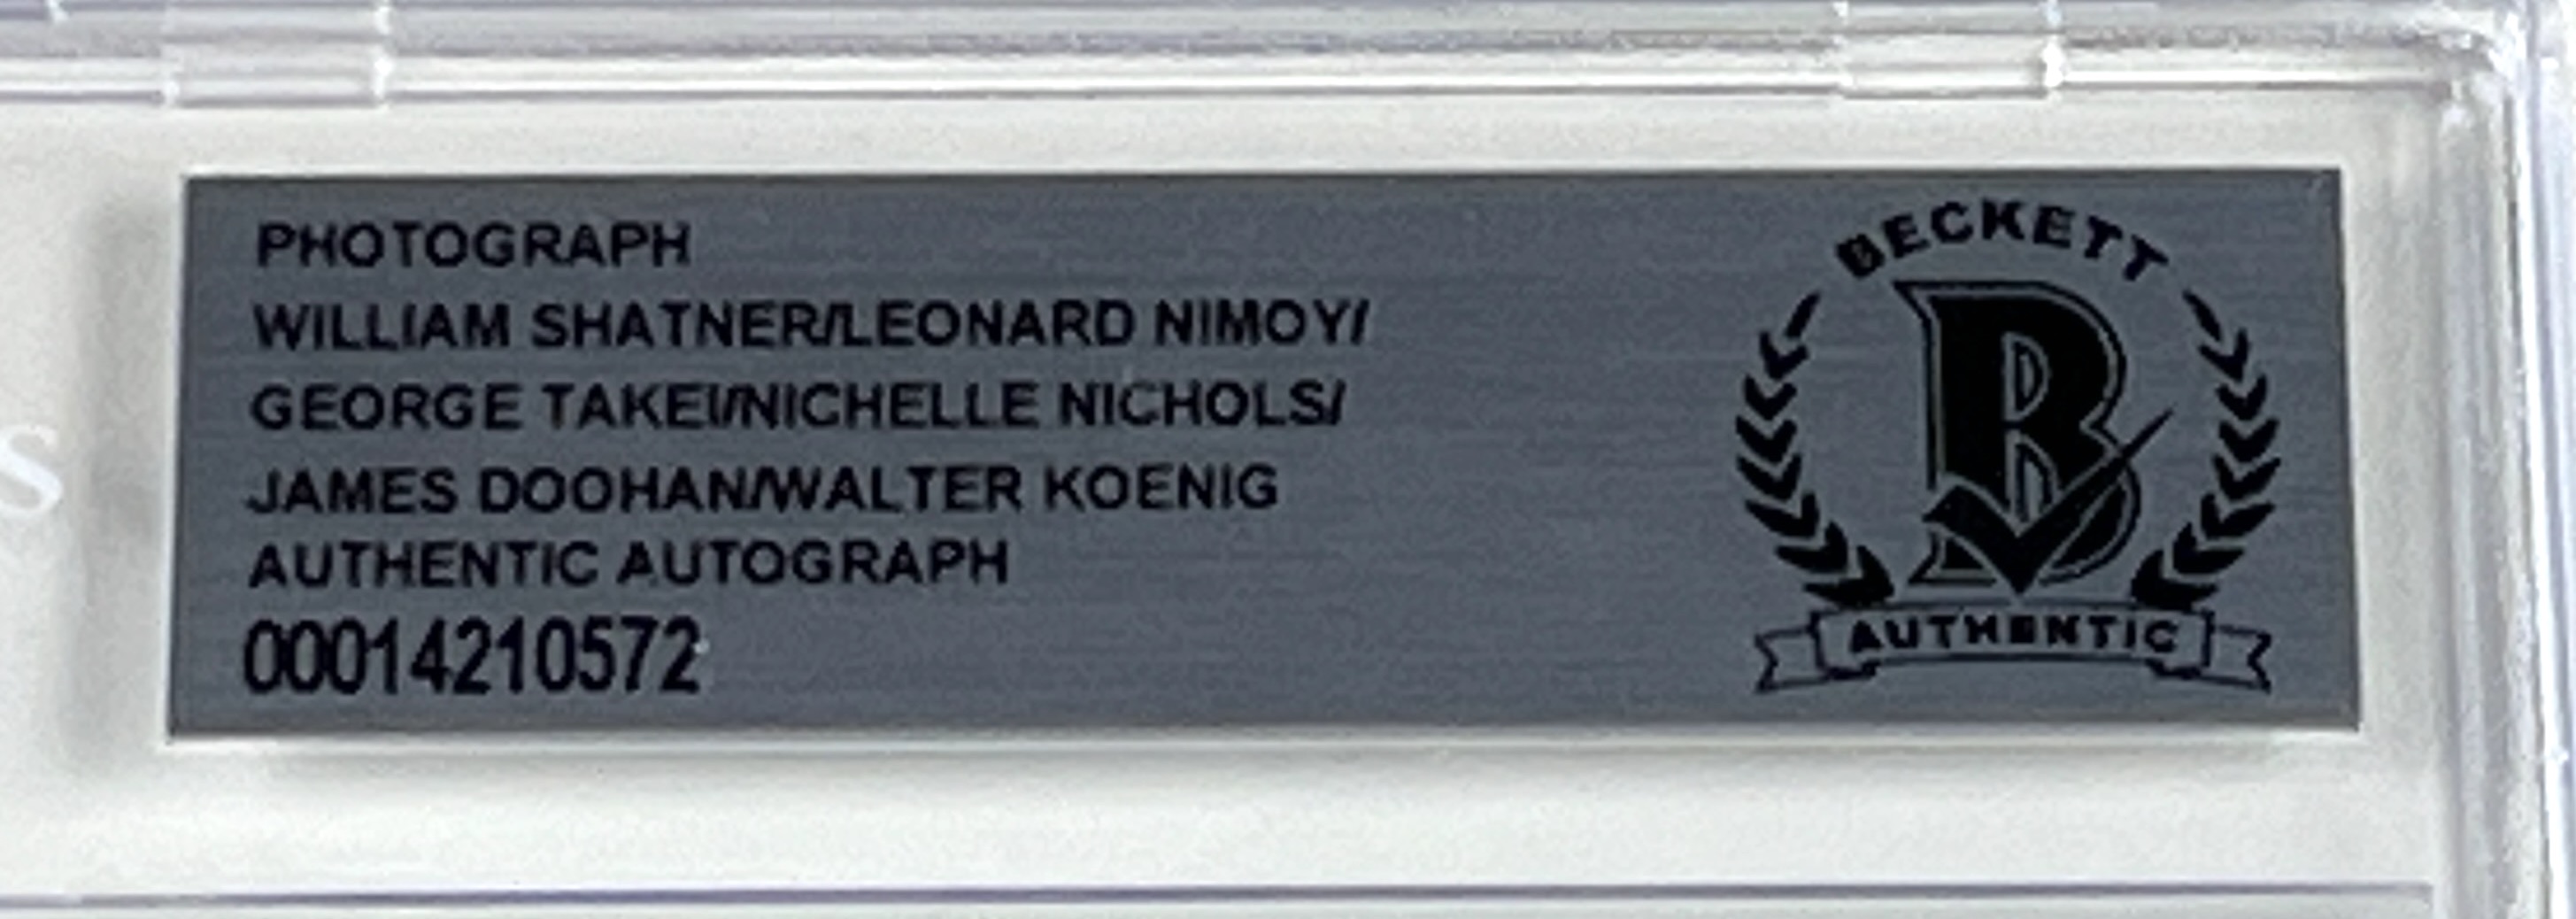 PHOTOGRAPH
WILLIAM SHATNER/LEONARD NIMOY/
GEORGE TAKEI/NICHELLE NICHOLS/
JAMES DOOHAN/WALTER KOENIG
AUTHENTIC AUTOGRAPH
00014210572
BECKETT
B
AUTHENTIC
s